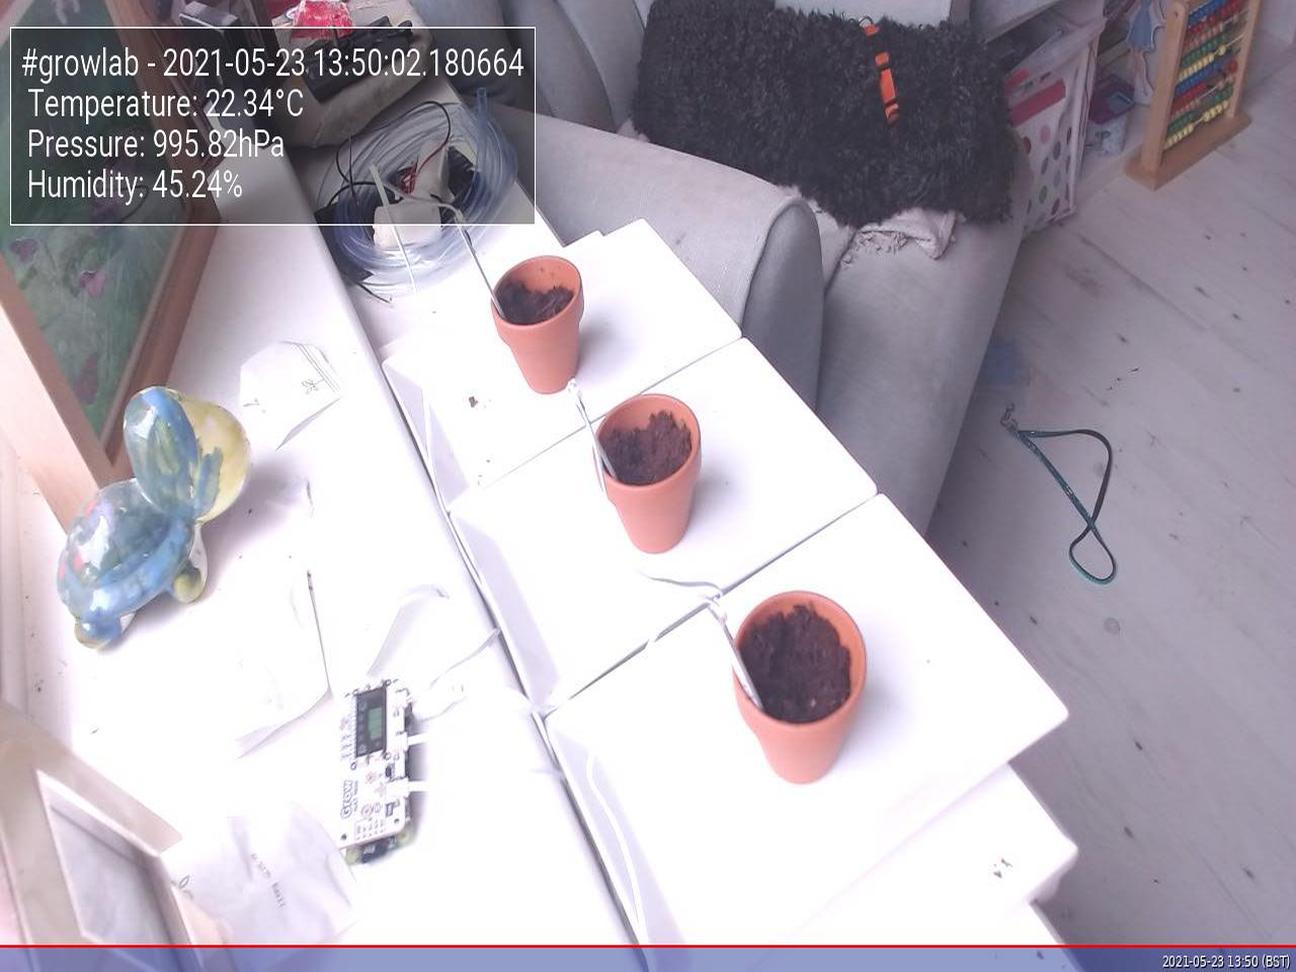 #growlab - 2021-05-23 13:50:02.180664
Temperature: 22.34°C
Pressure: 995.82hPa
Humidity: 45.24%
Grow
2021-05-23 13:50 (BST)